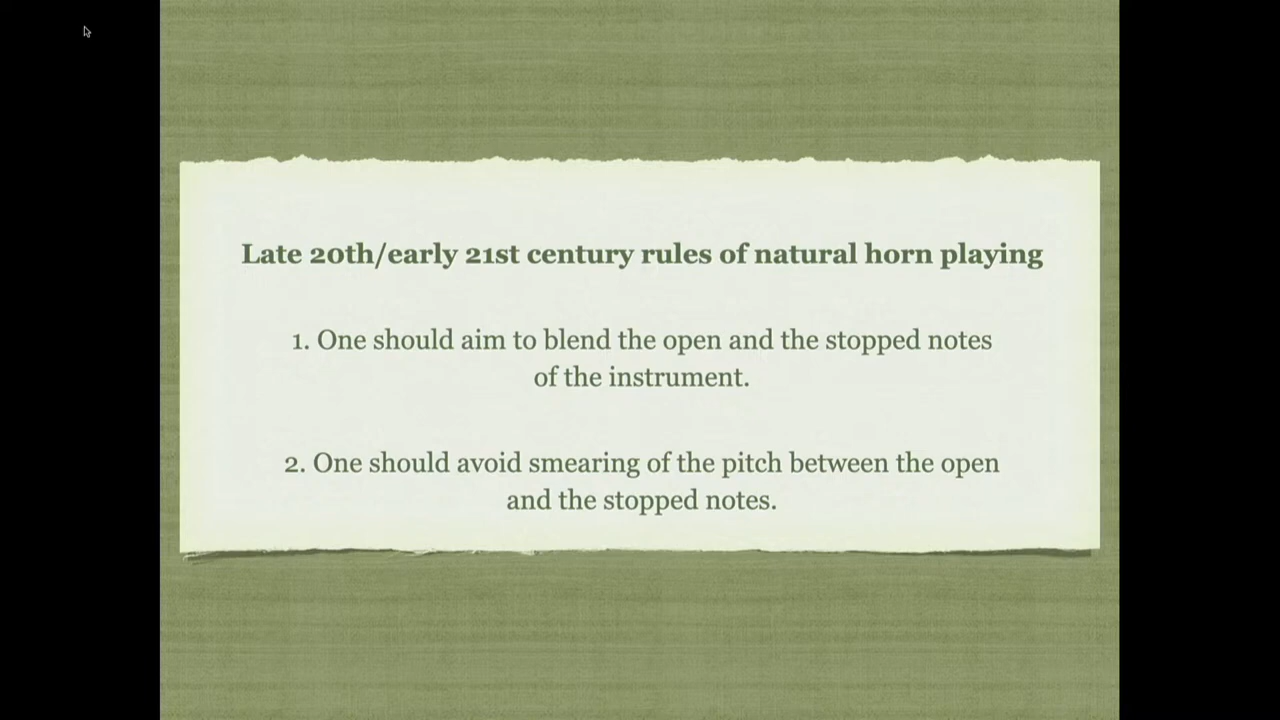 Late 20th/early 21st century rules of natural horn playing
1. One should aim to blend the open and the stopped notes
of the instrument.
2. One should avoid smearing of the pitch between the open
and the stopped notes.